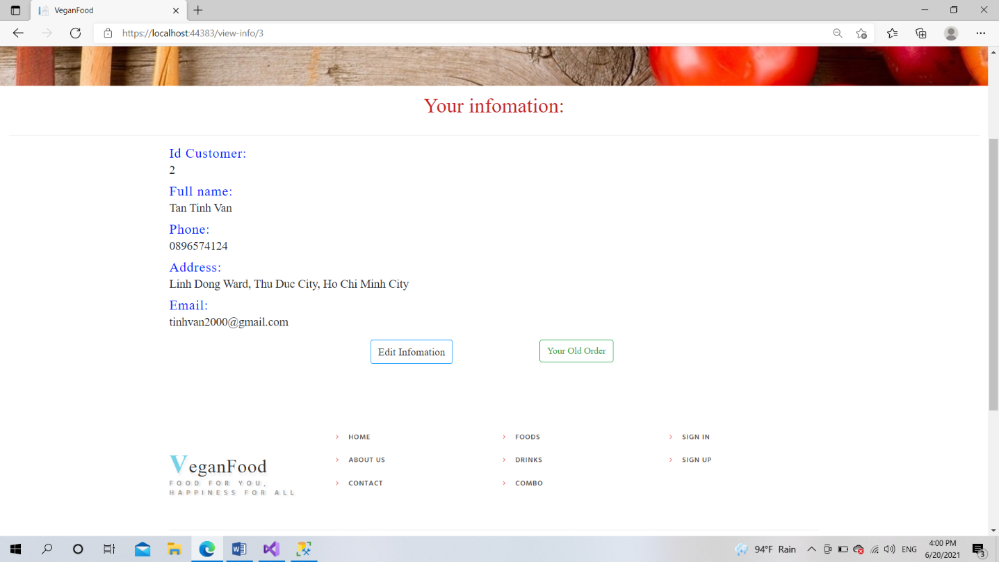 VeganFood
https://localhost:44383/view-info/3
Your infomation:
Id Customer:
2
Full name:
Tan Tinh Van
Phone:
0896574124
Address:
Linh Dong Ward, Thu Duc City, Ho Chi Minh City
Email:
tinhvan2000@gmail.com
Edit Infomation
Your Old Order
VeganFood
FOOD FOR YOU,
HAPPINESS FOR ALL
HOME
ABOUT US
CONTACT
FOODS
DRINKS
COMBO
SIGN IN
SIGN UP
94°F Rain
ENG
4:00 PM
6/20/2021
3